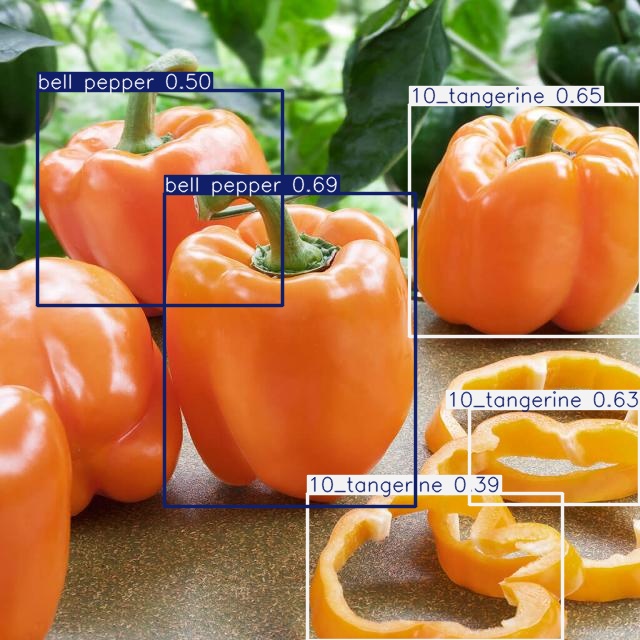 bell pepper 0.50
10_tangerine 0.65
bell pepper 0.69
10_tangerine 0.63
10_tangerine 0.39